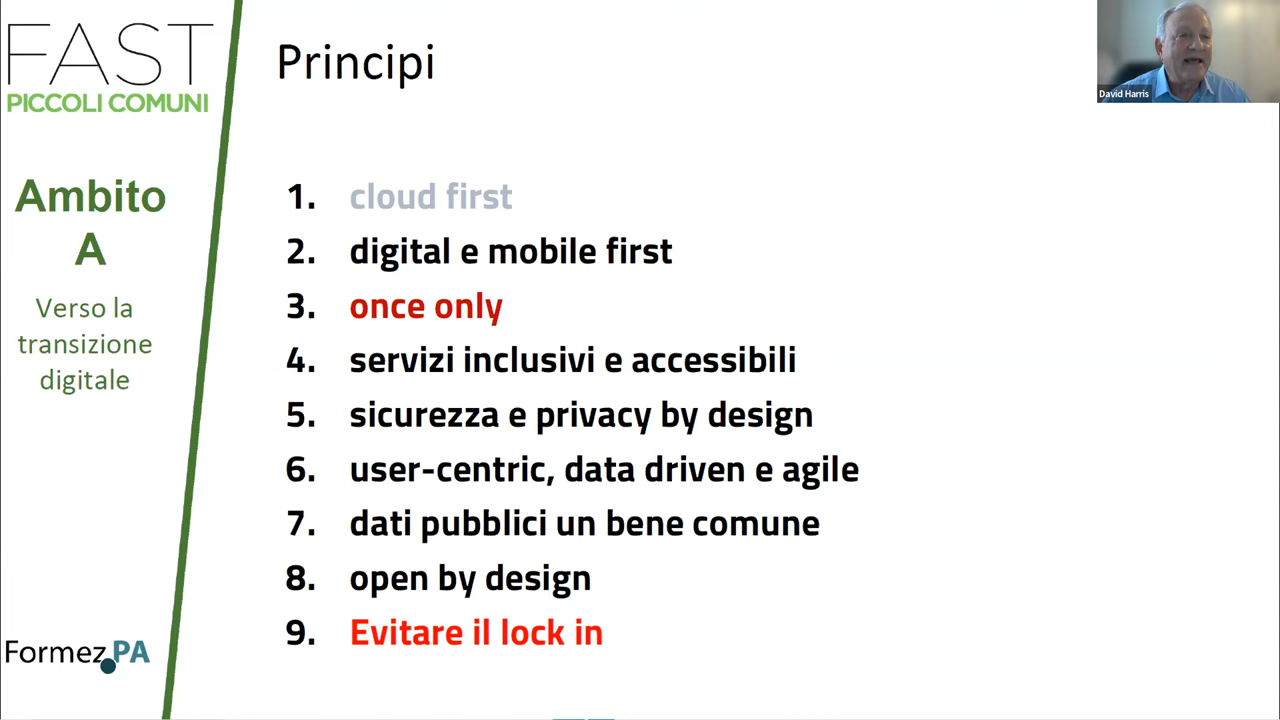 FAST
PICCOLI COMUNI
Ambito
A
Verso la
transizione
digitale
Formez PA
Principi
1. cloud first
2. digital e mobile first
3. once only
4. servizi inclusivi e accessibili
5. sicurezza e privacy by design
6. user-centric, data driven e agile
7. dati pubblici un bene comune
8. open by design
9. Evitare il lock in
David Harris